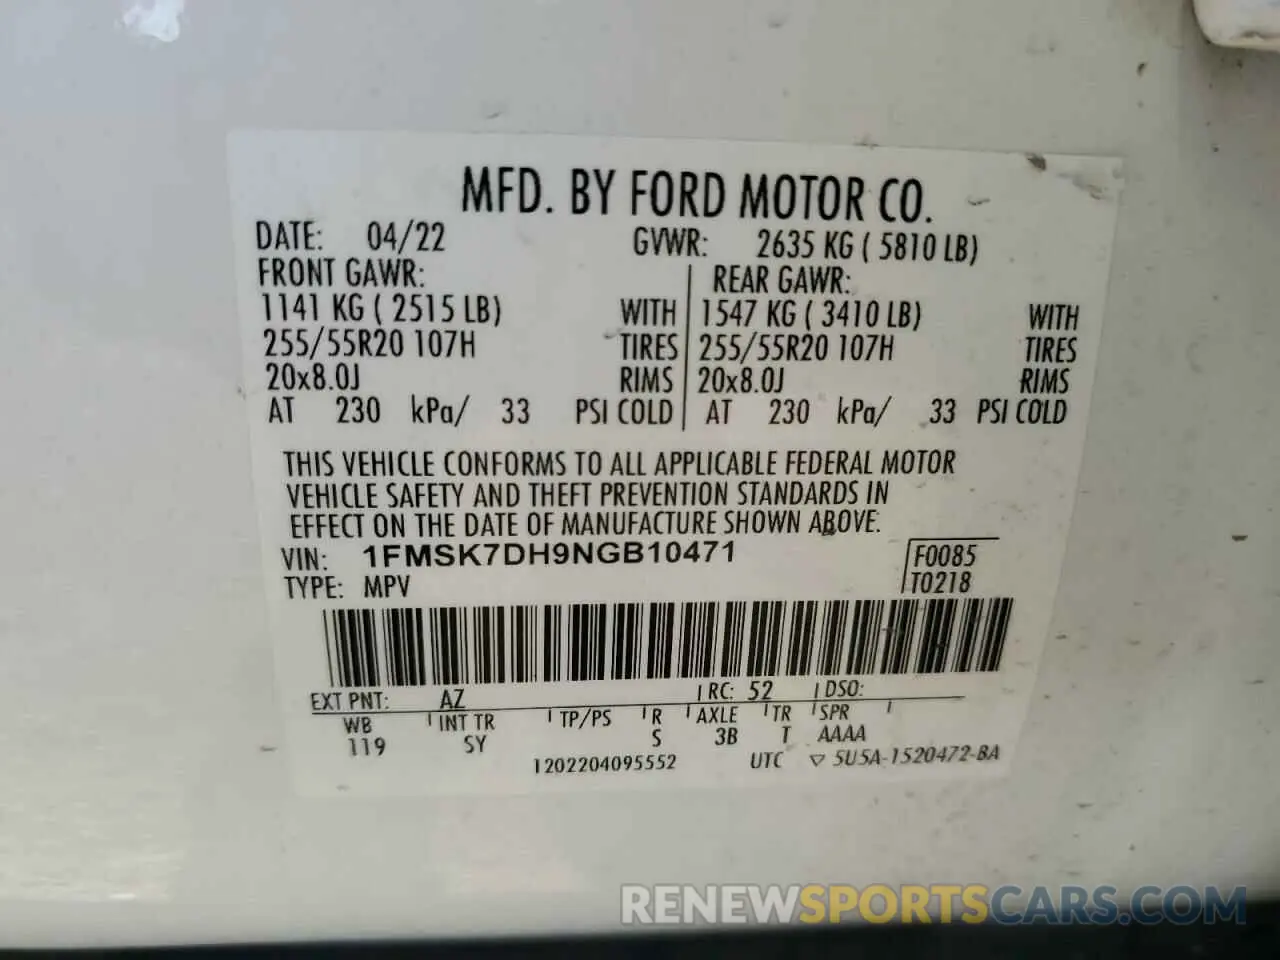 MFD. BY FORD MOTOR CO.
DATE: 04/22 GVWR: 2635 KG ( 5810 LB)
FRONT GAWR: REAR GAWR:
1141 KG ( 2515 LB) WITH 1547 KG ( 3410 LB) WITH
255/55R20 107H TIRES 255/55R20 107H TIRES
20x8.0J RIMS 20x8.0J RIMS
AT 230 kPa/ 33 PSI COLD AT 230 kPa/ 33 PSI COLD
THIS VEHICLE CONFORMS TO ALL APPLICABLE FEDERAL MOTOR
VEHICLE SAFETY AND THEFT PREVENTION STANDARDS IN
EFFECT ON THE DATE OF MANUFACTURE SHOWN ABOVE.
VIN: 1FMSK7DH9NGB10471 F0085
TYPE: MPV T0218
EXT PNT: AZ RC: 52 DSO:
WB INT TR TP/PS R AXLE TR SPR
119 SY S 3B T AAAA
1202204095552 UTC ▽ 5U5A-1520472-BA
RENEWSPORTSCARS.COM